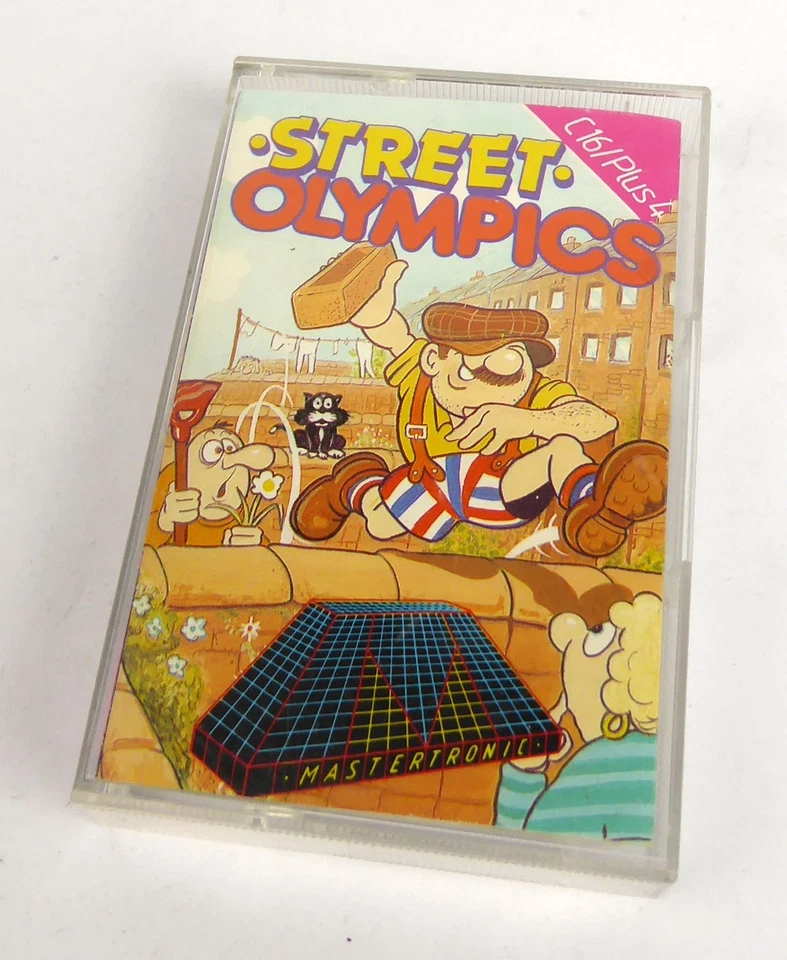 C16/Plus 4
·STREET·
OLYMPICS
·MASTERTRONIC·